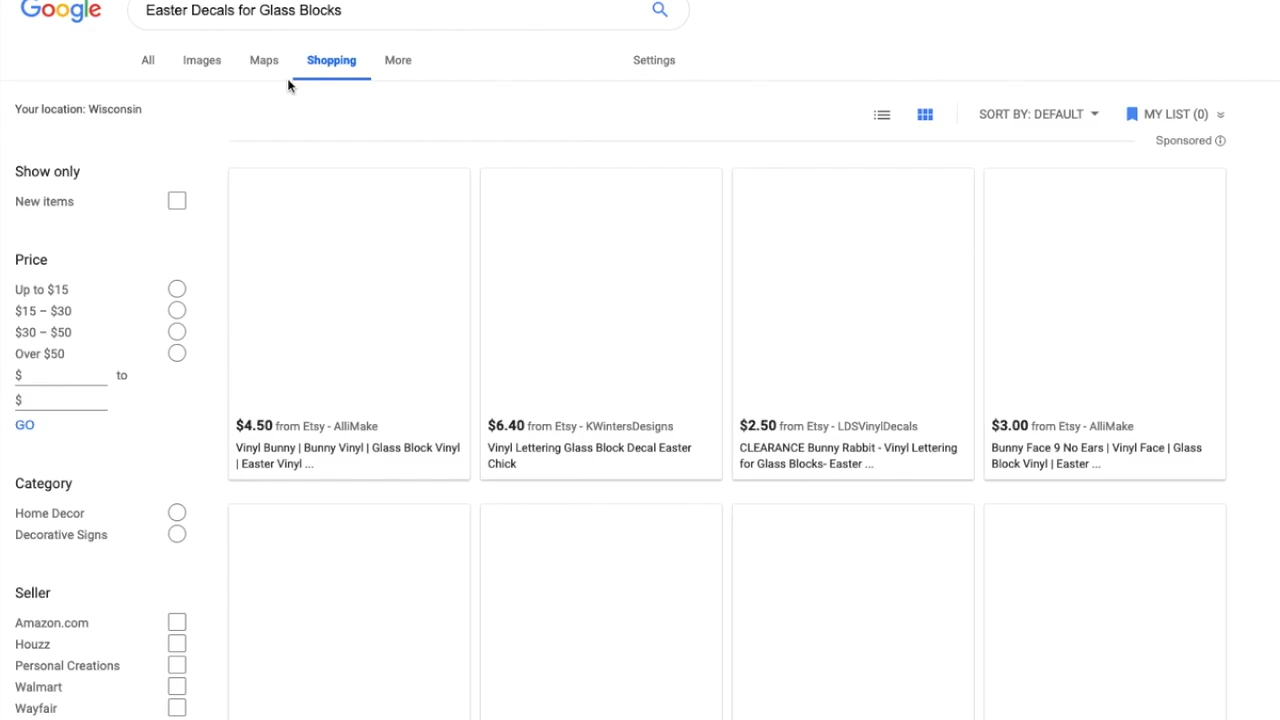 Google
Easter Decals for Glass Blocks
All Images Maps Shopping More Settings
Your location: Wisconsin
SORT BY: DEFAULT
MY LIST (0)
Sponsored
Show only
New items
Price
Up to $15
$15 – $30
$30 – $50
Over $50
$ to
$
GO
Category
Home Decor
Decorative Signs
Seller
Amazon.com
Houzz
Personal Creations
Walmart
Wayfair
$4.50 from Etsy - AlliMake
Vinyl Bunny | Bunny Vinyl | Glass Block Vinyl
| Easter Vinyl ...
$6.40 from Etsy - KWintersDesigns
Vinyl Lettering Glass Block Decal Easter
Chick
$2.50 from Etsy - LDSVinylDecals
CLEARANCE Bunny Rabbit - Vinyl Lettering
for Glass Blocks- Easter ...
$3.00 from Etsy - AlliMake
Bunny Face 9 No Ears | Vinyl Face | Glass
Block Vinyl | Easter ...